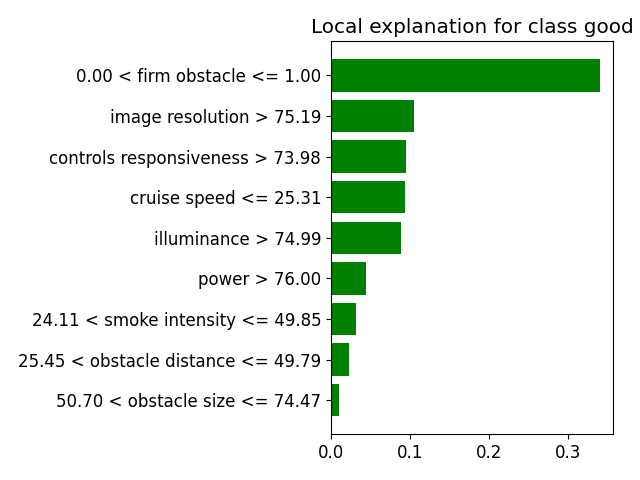 Local explanation for class good
0.00 < firm obstacle <= 1.00
image resolution > 75.19
controls responsiveness > 73.98
cruise speed <= 25.31
illuminance > 74.99
power > 76.00
24.11 < smoke intensity <= 49.85
25.45 < obstacle distance <= 49.79
50.70 < obstacle size <= 74.47
0.0 0.1 0.2 0.3